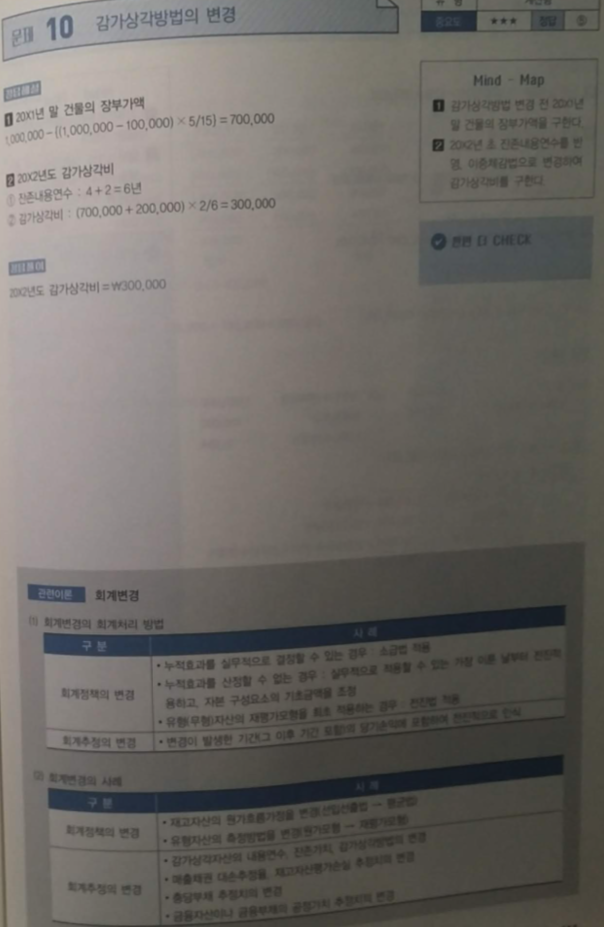 문제 10 감가상각방법의 변경
유 형 계산형
중요도 ★★★ 정답 ⑤
정답해설
1 20X1년 말 건물의 장부가액
1,000,000 − {(1,000,000 − 100,000) × 5/15} = 700,000
2 20X2년도 감가상각비
① 잔존내용연수 : 4 + 2 = 6년
② 감가상각비 : (700,000 + 200,000) × 2/6 = 300,000
20X2년도 감가상각비 = ₩300,000
Mind - Map
1 감가상각방법 변경 전 20X1년
말 건물의 장부가액을 구한다.
2 20X2년 초 잔존내용연수를 반
영, 이중체감법으로 변경하여
감가상각비를 구한다.
한번 더 CHECK
관련이론 회계변경
(1) 회계변경의 회계처리 방법
구 분 사 례
회계정책의 변경
• 누적효과를 실무적으로 결정할 수 있는 경우 : 소급법 적용
• 누적효과를 산정할 수 없는 경우 : 실무적으로 적용할 수 있는 가장 이른 날부터 전진적
용하고, 자본 구성요소의 기초금액을 조정
• 유형(무형)자산의 재평가모형을 최초 적용하는 경우 : 전진법 적용
회계추정의 변경
• 변경이 발생한 기간(그 이후 기간 포함)의 당기손익에 포함하여 전진적으로 인식
(2) 회계변경의 사례
구 분 사 례
회계정책의 변경
• 재고자산의 원가흐름가정을 변경(선입선출법 → 평균법)
• 유형자산의 측정방법을 변경(원가모형 → 재평가모형)
회계추정의 변경
• 감가상각자산의 내용연수, 잔존가치, 감가상각방법의 변경
• 매출채권 대손추정율, 재고자산평가손실 추정치의 변경
• 충당부채 추정치의 변경
• 금융자산이나 금융부채의 공정가치 추정치의 변경